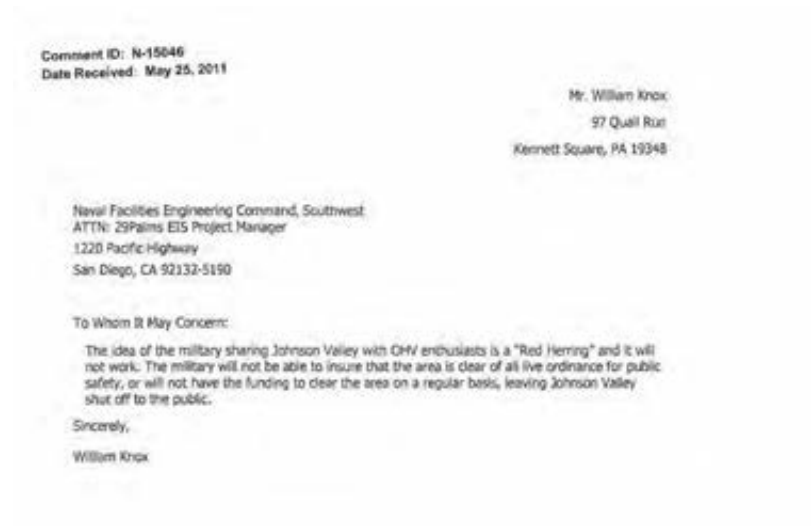 Comment ID: N-15046
Date Received: May 25, 2011
Mr. William Knox
97 Quail Run
Kennett Square, PA 19348
Naval Facilities Engineering Command, Southwest
ATTN: 29Palms EIS Project Manager
1220 Pacific Highway
San Diego, CA 92132-5190
To Whom It May Concern:
The idea of the military sharing Johnson Valley with OHV enthusiasts is a "Red Herring" and it will
not work. The military will not be able to insure that the area is clear of all live ordinance for public
safety, or will not have the funding to clear the area on a regular basis, leaving Johnson Valley
shut off to the public.
Sincerely,
William Knox